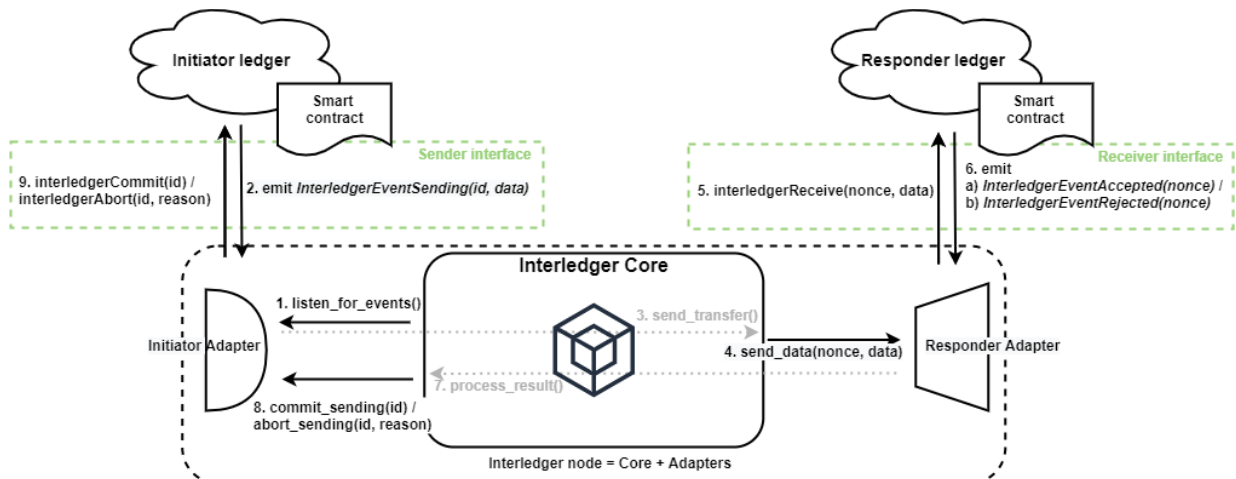 Initiator ledger
Smart
contract
Responder ledger
Smart
contract
Sender interface
9. interledgerCommit(id) /
interledgerAbort(id, reason)
2. emit InterledgerEventSending(id, data)
Receiver interface
5. interledgerReceive(nonce, data)
6. emit
a) InterledgerEventAccepted(nonce) /
b) InterledgerEventRejected(nonce)
Interledger Core
1. listen_for_events()
3. send_transfer()
Initiator Adapter
4. send_data(nonce, data)
Responder Adapter
7. process_result()
8. commit_sending(id) /
abort_sending(id, reason)
Interledger node = Core + Adapters